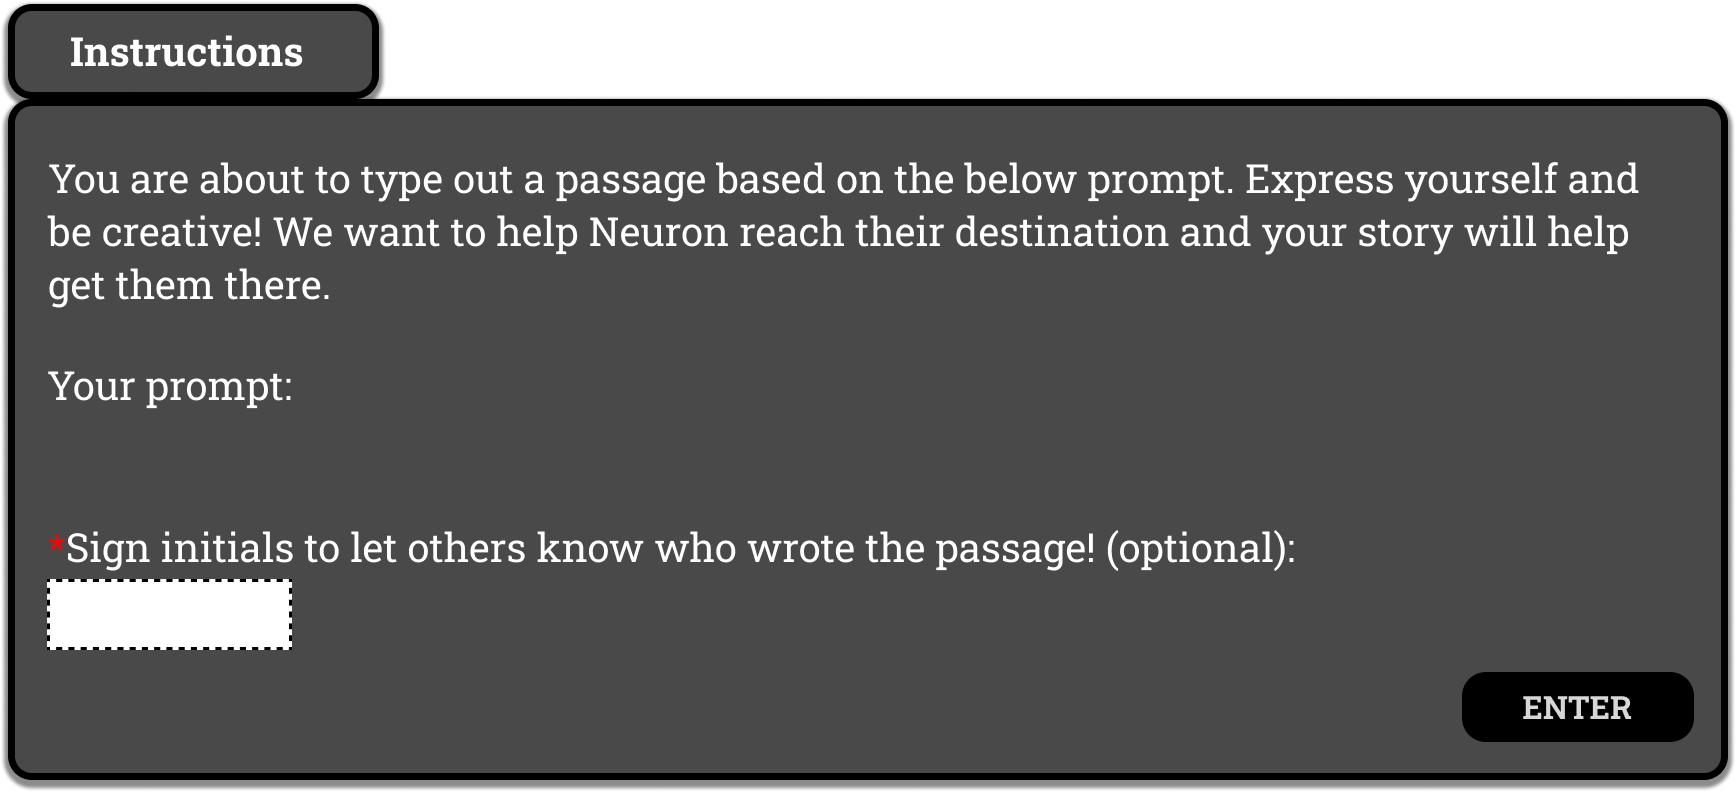 Instructions
You are about to type out a passage based on the below prompt. Express yourself and
be creative! We want to help Neuron reach their destination and your story will help
get them there.
Your prompt:
*Sign initials to let others know who wrote the passage! (optional):
ENTER